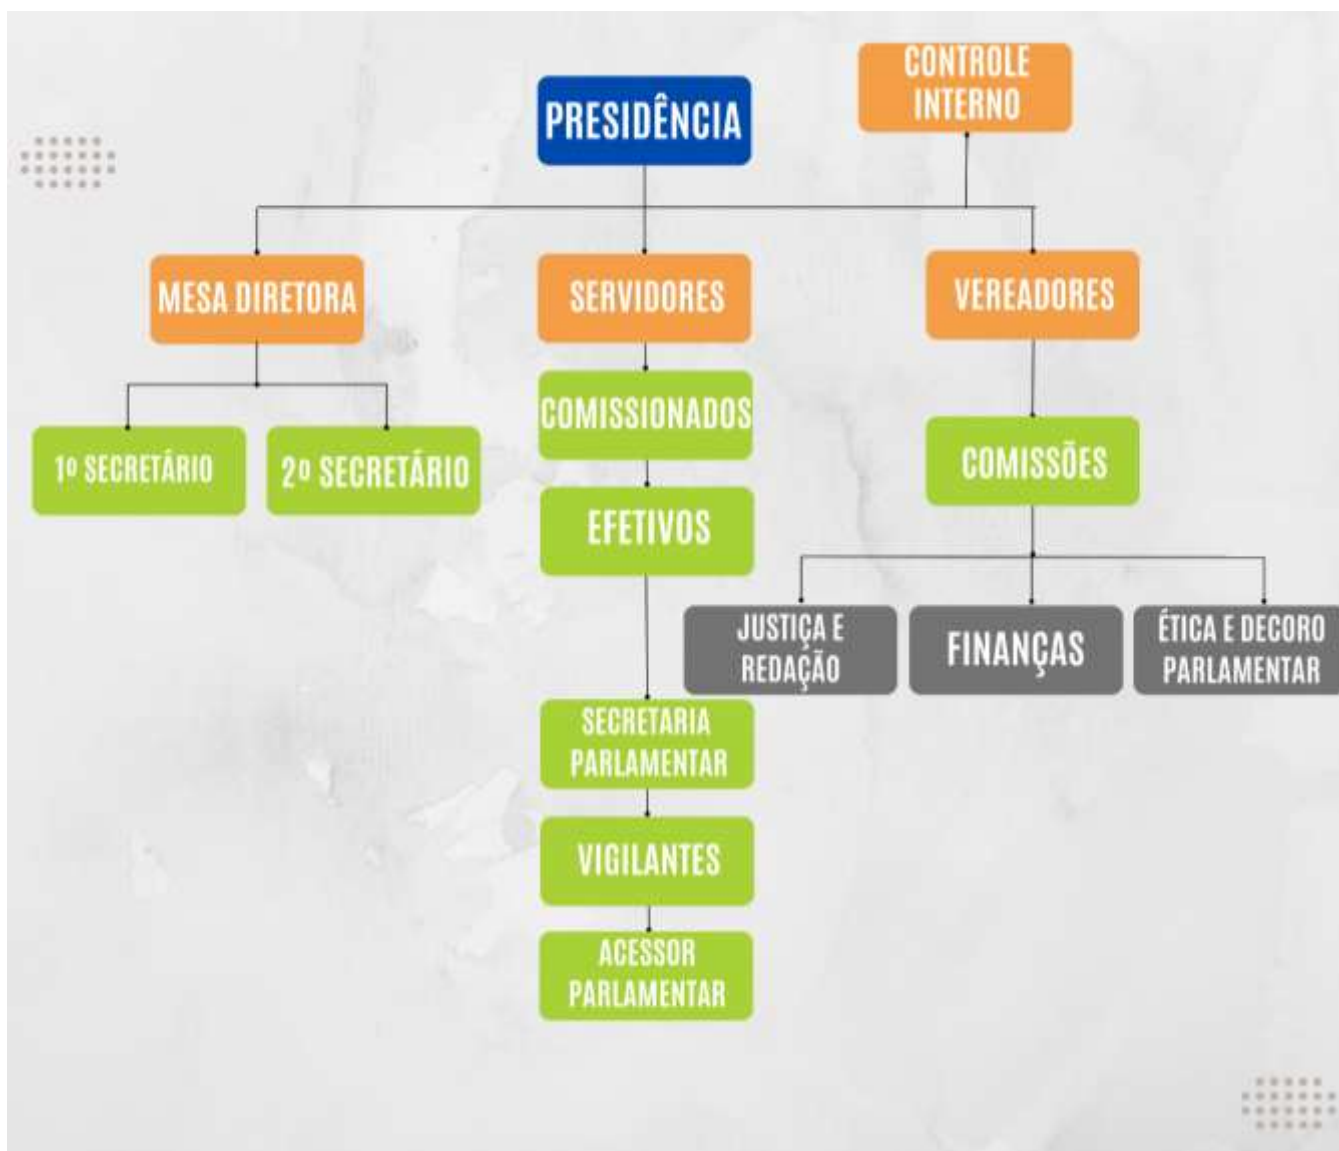 CONTROLE
INTERNO
PRESIDÊNCIA
MESA DIRETORA
SERVIDORES
VEREADORES
1º SECRETÁRIO
2º SECRETÁRIO
COMISSIONADOS
EFETIVOS
SECRETARIA
PARLAMENTAR
VIGILANTES
ACESSOR
PARLAMENTAR
COMISSÕES
JUSTIÇA E
REDAÇÃO
FINANÇAS
ÉTICA E DECORO
PARLAMENTAR